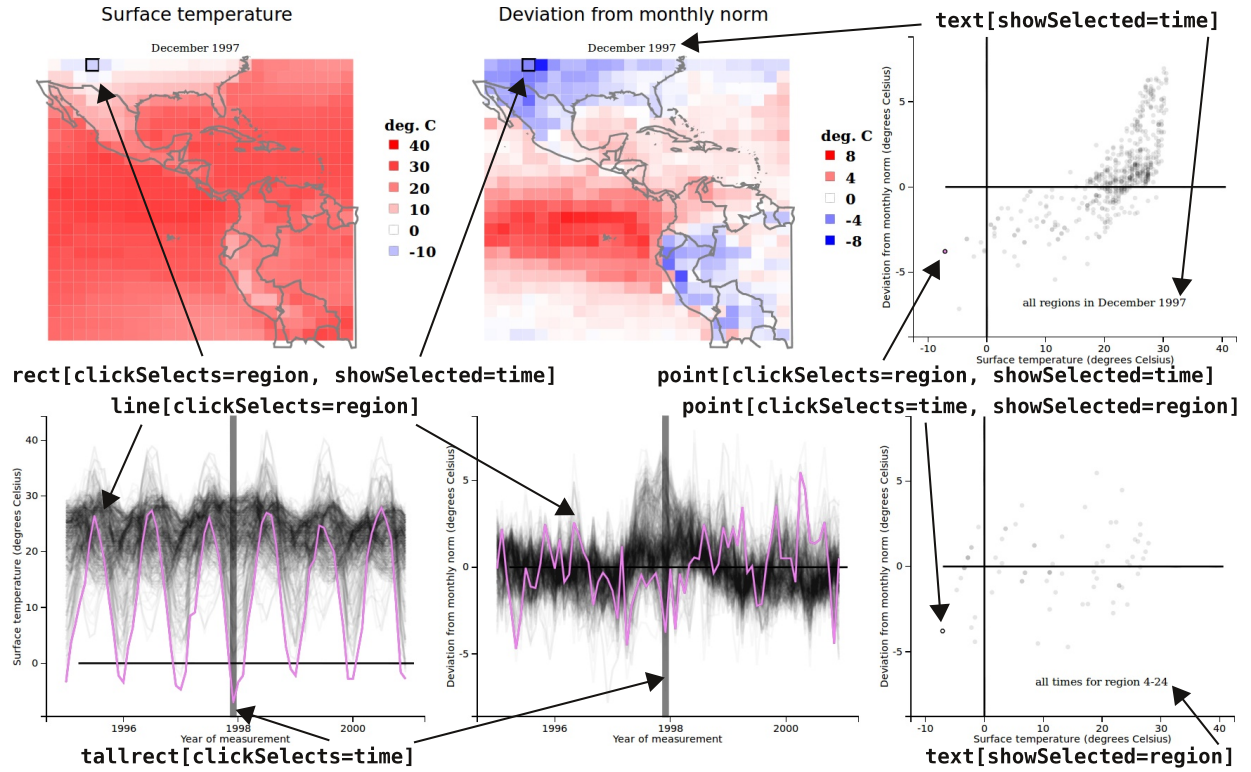 Surface temperature
Deviation from monthly norm
text[showSelected=time]
December 1997
December 1997
deg. C
40
30
20
10
0
-10
deg. C
8
4
0
-4
-8
Deviation from monthly norm (degrees Celsius)
5
0
-5
all regions in December 1997
-10
0
10
20
30
40
Surface temperature (degrees Celsius)
rect[clickSelects=region, showSelected=time]
point[clickSelects=region, showSelected=time]
line[clickSelects=region]
point[clickSelects=time, showSelected=region]
Surface temperature (degrees Celsius)
40
30
20
10
0
1996
1998
2000
Year of measurement
Deviation from monthly norm (degrees Celsius)
5
0
-5
1996
1998
2000
Year of measurement
Deviation from monthly norm (degrees Celsius)
5
0
-5
all times for region 4-24
-10
0
10
20
30
40
Surface temperature (degrees Celsius)
tallrect[clickSelects=time]
text[showSelected=region]